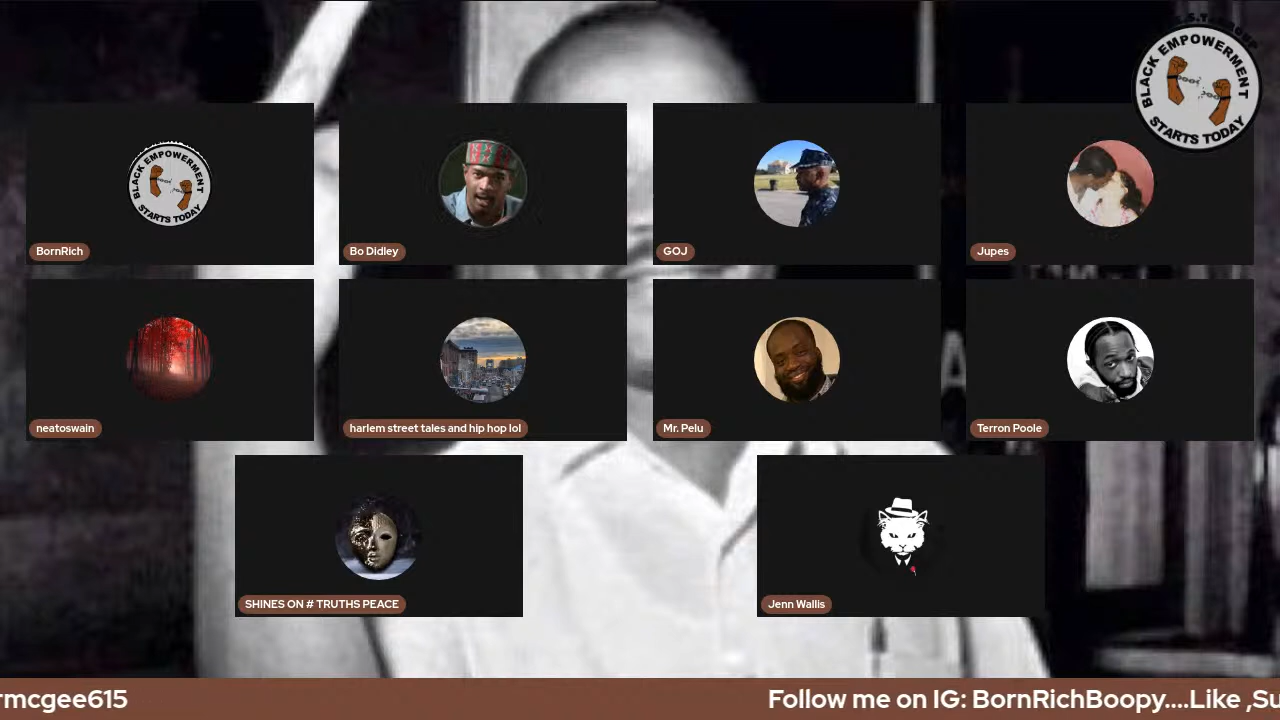 BLACK EMPOWERMENT
STARTS TODAY
BLACK EMPOWERMENT
STARTS TODAY
BornRich
Bo Didley
GOJ
Jupes
neatoswain
harlem street tales and hip hop lol
Mr. Pelu
Terron Poole
SHINES ON # TRUTHS PEACE
Jenn Wallis
rmcgee615
Follow me on IG: BornRichBoopy....Like ,Su